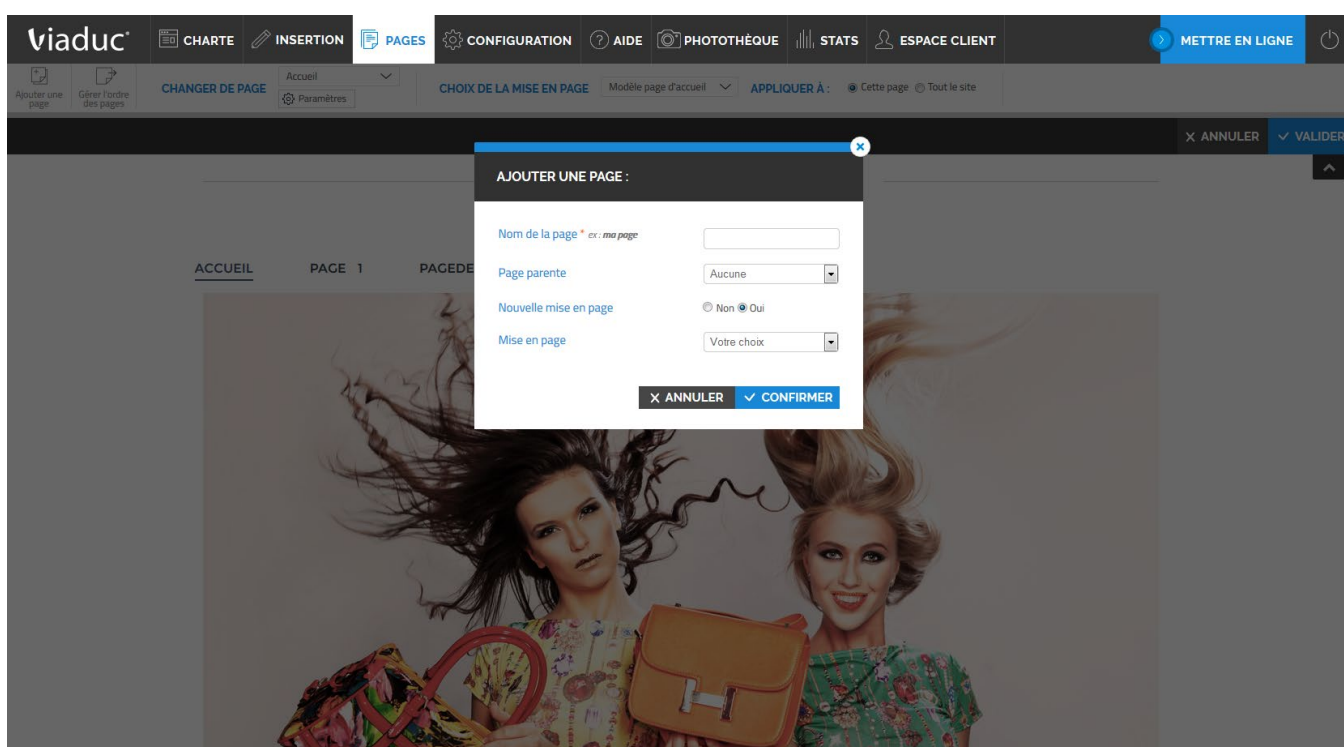 Viaduc
CHARTE INSERTION PAGES CONFIGURATION ? AIDE PHOTOTHÈQUE STATS ESPACE CLIENT METTRE EN LIGNE
Ajouter une page
Gérer l'ordre des pages
CHANGER DE PAGE
Accueil
Paramètres
CHOIX DE LA MISE EN PAGE Modèle page d'accueil APPLIQUER À : Cette page Tout le site
X ANNULER VALIDER
AJOUTER UNE PAGE :
Nom de la page * ex : ma page
ACCUEIL PAGE 1 PAGEDE
Page parente Aucune
Nouvelle mise en page Non Oui
Mise en page Votre choix
X ANNULER CONFIRMER